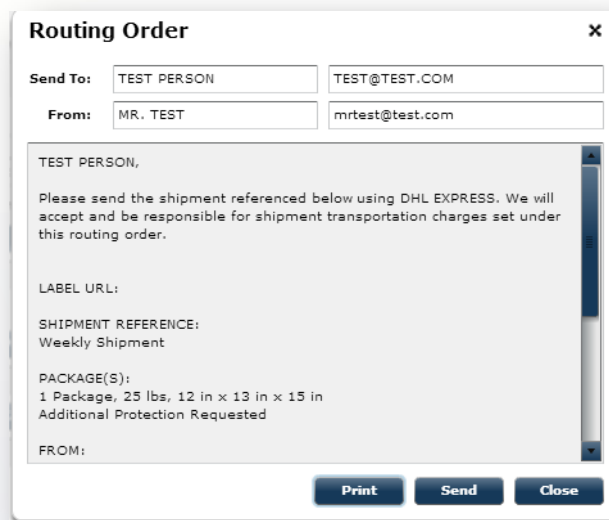 Routing Order
Send To: TEST PERSON TEST@TEST.COM
From: MR. TEST mrtest@test.com
TEST PERSON,
Please send the shipment referenced below using DHL EXPRESS. We will
accept and be responsible for shipment transportation charges set under
this routing order.
LABEL URL:
SHIPMENT REFERENCE:
Weekly Shipment
PACKAGE(S):
1 Package, 25 lbs, 12 in x 13 in x 15 in
Additional Protection Requested
FROM:
Print Send Close